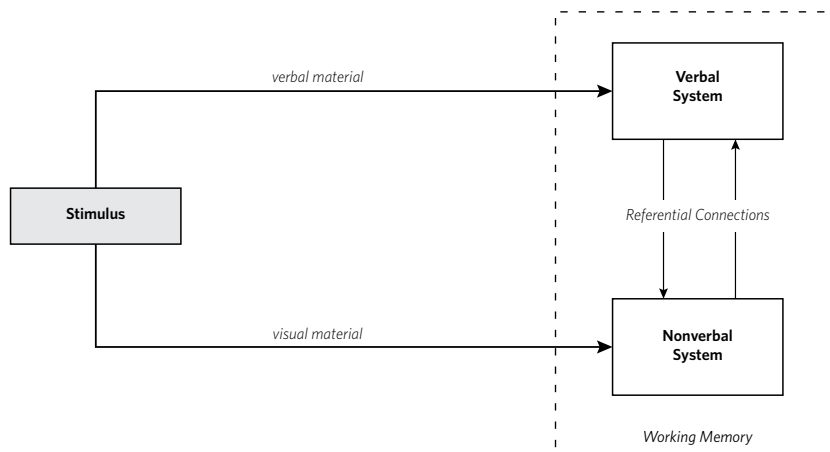 verbal material
Verbal
System
Stimulus
Referential Connections
visual material
Nonverbal
System
Working Memory